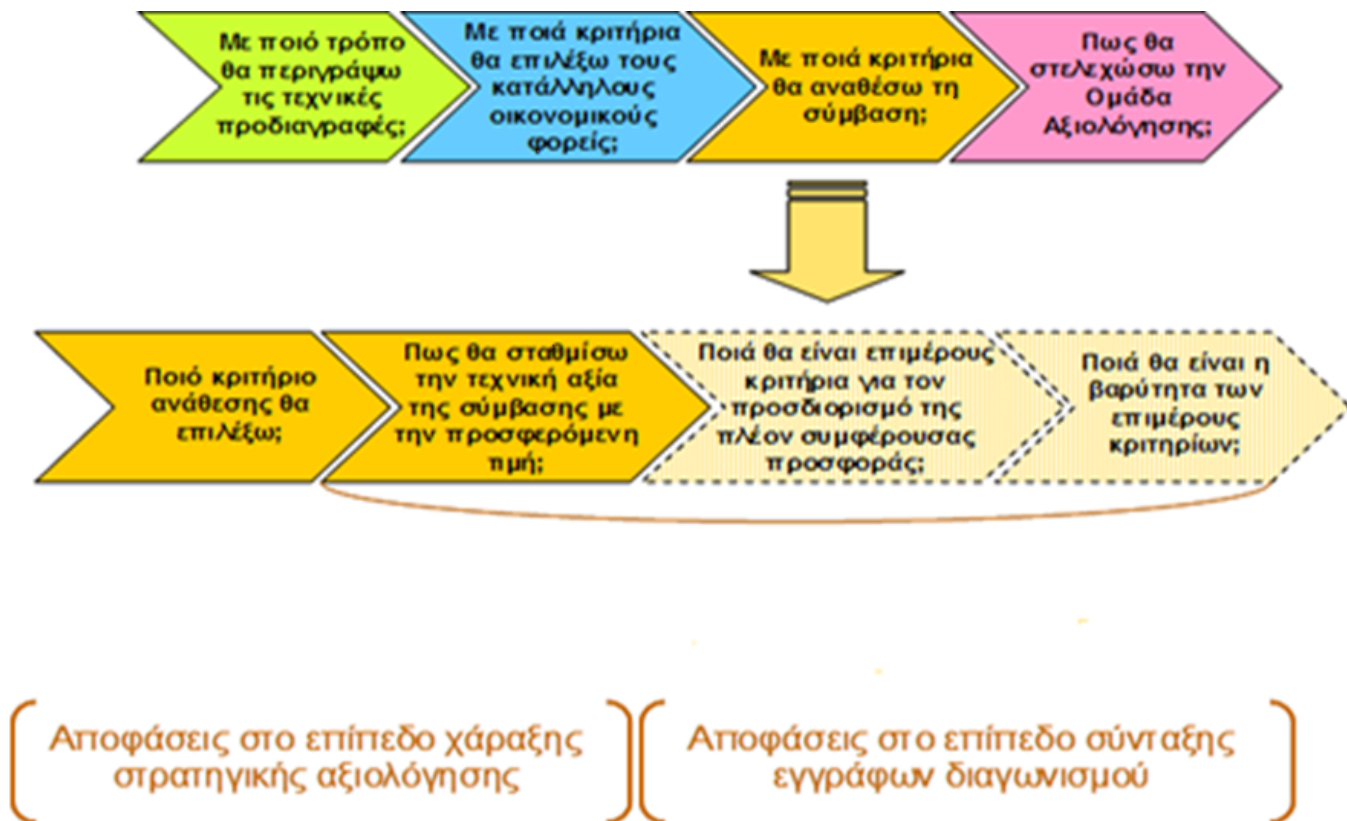 Με ποιό τρόπο
θα περιγράψω
τις τεχνικές
προδιαγραφές;
Με ποιά κριτήρια
θα επιλέξω τους
κατάλληλους
οικονομικούς
φορείς;
Με ποιά κριτήρια
θα αναθέσω τη
σύμβαση;
Πως θα
στελεχώσω την
Ομάδα
Αξιολόγησης;
Ποιό κριτήριο
ανάθεσης θα
επιλέξω;
Πως θα σταθμίσω
την τεχνική αξία
της σύμβασης με
την προσφερόμενη
τιμή;
Ποιά θα είναι επιμέρους
κριτήρια για τον
προσδιορισμό της
πλέον συμφέρουσας
προσφοράς;
Ποιά θα είναι η
βαρύτητα των
επιμέρους
κριτηρίων;
Αποφάσεις στο επίπεδο χάραξης
στρατηγικής αξιολόγησης
Αποφάσεις στο επίπεδο σύνταξης
εγγράφων διαγωνισμού